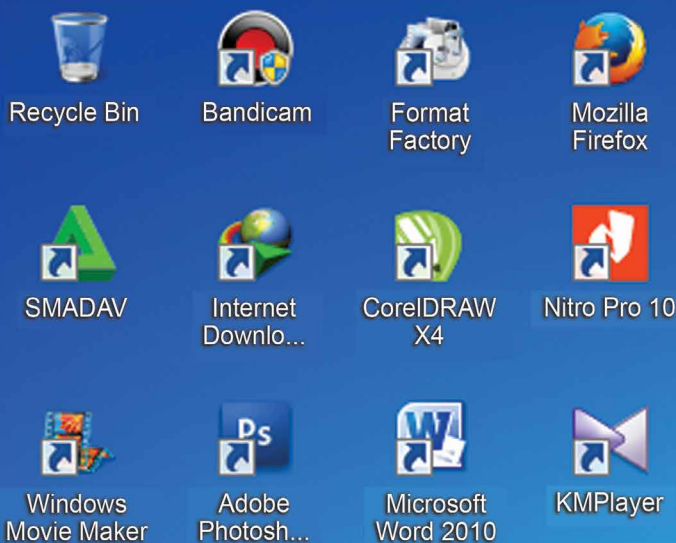 Recycle Bin
Bandicam
Format
Factory
Mozilla
Firefox
SMADAV
Internet
Downlo...
CorelDRAW
X4
Nitro Pro 10
Windows
Movie Maker
Ps
Adobe
Photosh...
W
Microsoft
Word 2010
KMPlayer